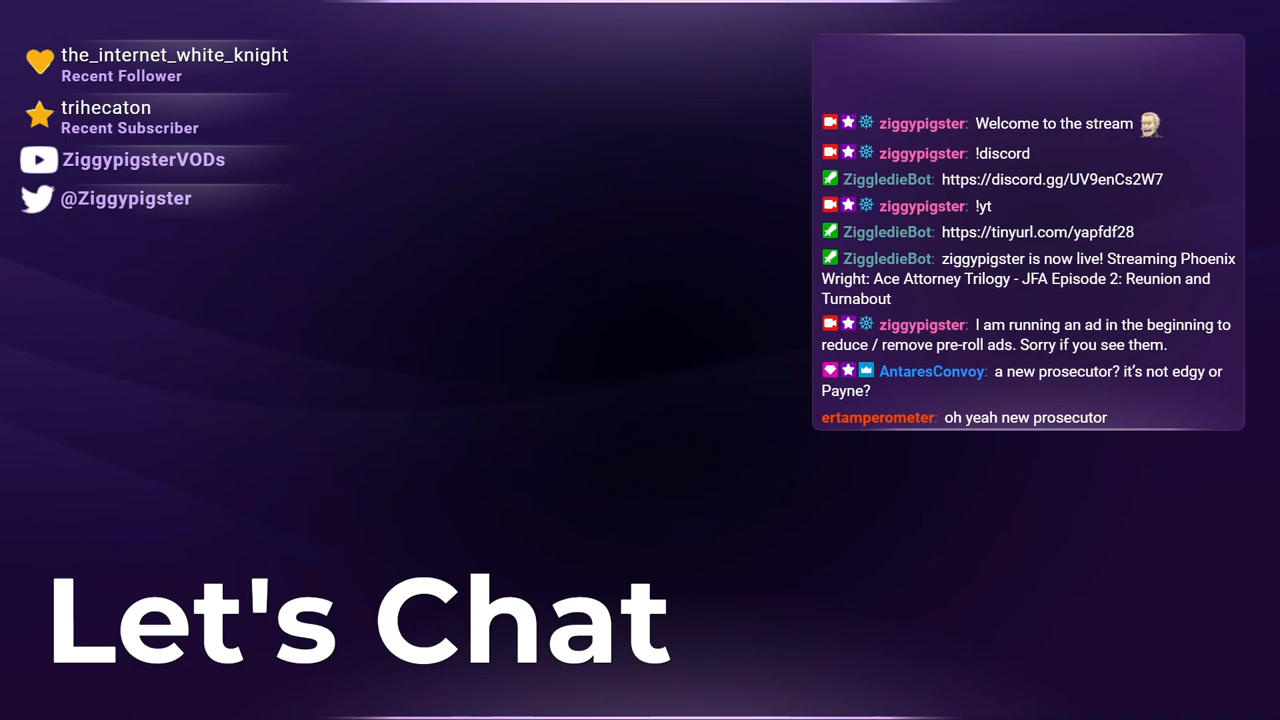 the_internet_white_knight
Recent Follower
trihecaton
Recent Subscriber
ZiggypigsterVODs
@Ziggypigster
ziggypigster: Welcome to the stream
ziggypigster: !discord
ZiggledieBot: https://discord.gg/UV9enCs2W7
ziggypigster: !yt
ZiggledieBot: https://tinyurl.com/yapfdf28
ZiggledieBot: ziggypigster is now live! Streaming Phoenix
Wright: Ace Attorney Trilogy - JFA Episode 2: Reunion and
Turnabout
ziggypigster: I am running an ad in the beginning to
reduce / remove pre-roll ads. Sorry if you see them.
AntaresConvoy: a new prosecutor? it’s not edgy or
Payne?
ertamperometer: oh yeah new prosecutor
Let's Chat